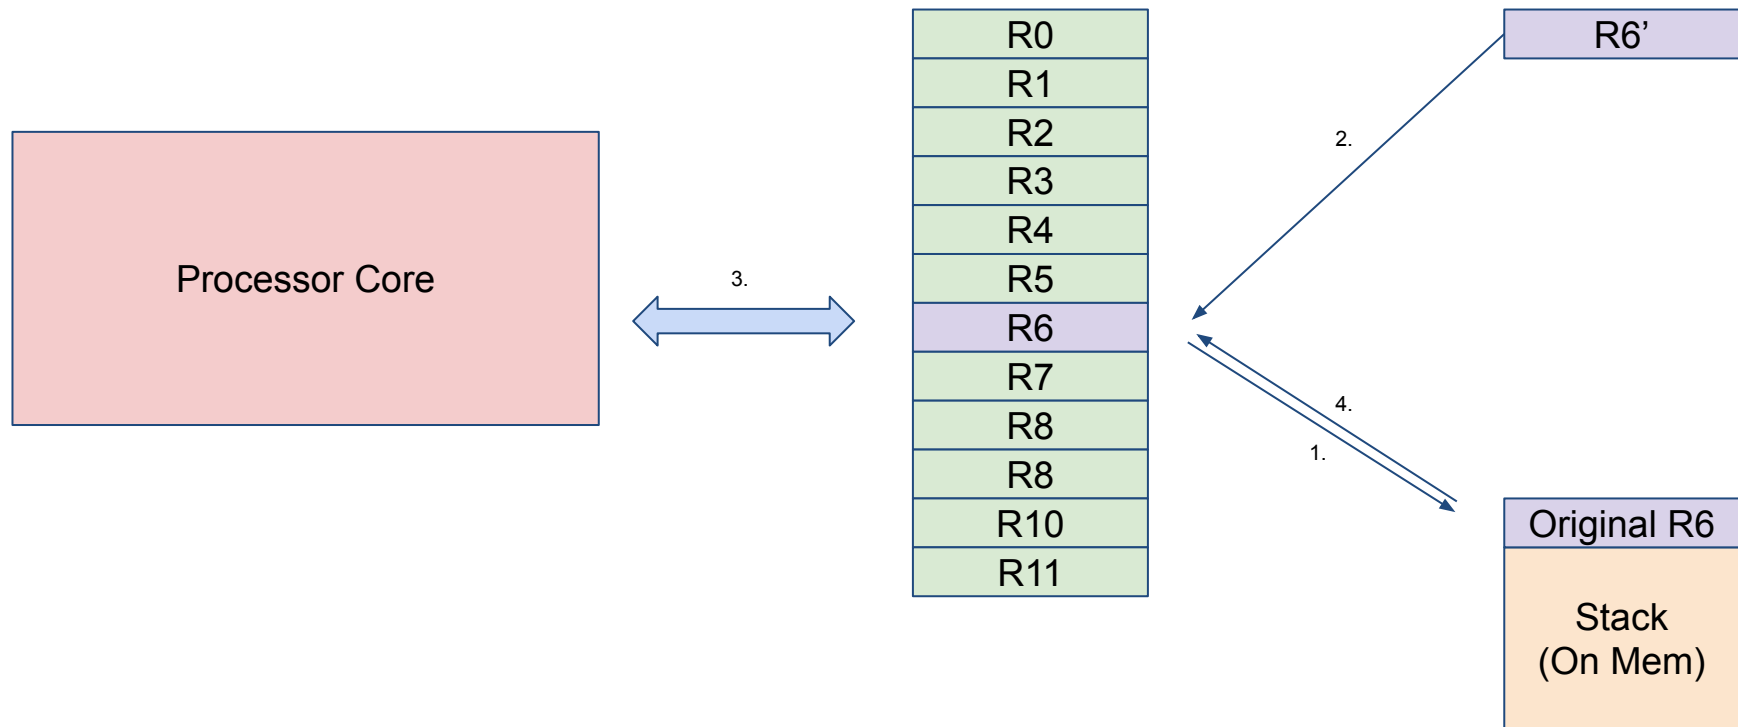 Processor Core
3.
R0
R1
R2
R3
R4
R5
R6
R7
R8
R8
R10
R11
2.
4.
1.
R6’
Original R6
Stack
(On Mem)